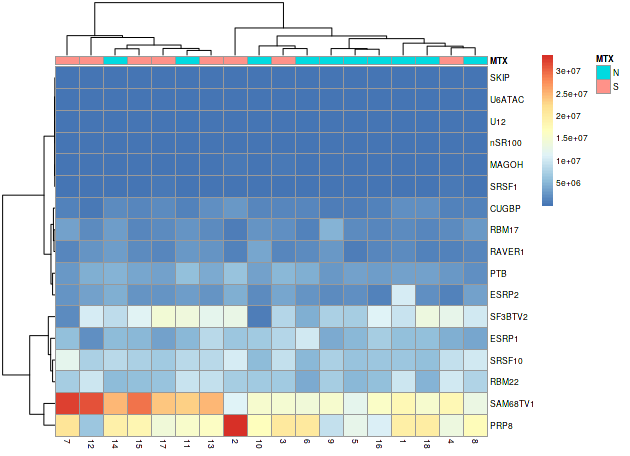 MTX
SKIP
U6ATAC
U12
nSR100
MAGOH
SRSF1
CUGBP
RBM17
RAVER1
PTB
ESRP2
SF3BTV2
ESRP1
SRSF10
RBM22
SAM68TV1
PRP8
7 12 14 15 17 11 13 2 10 3 6 9 5 16 1 18 4 8
3e+07
2.5e+07
2e+07
1.5e+07
1e+07
5e+06
MTX
N
S